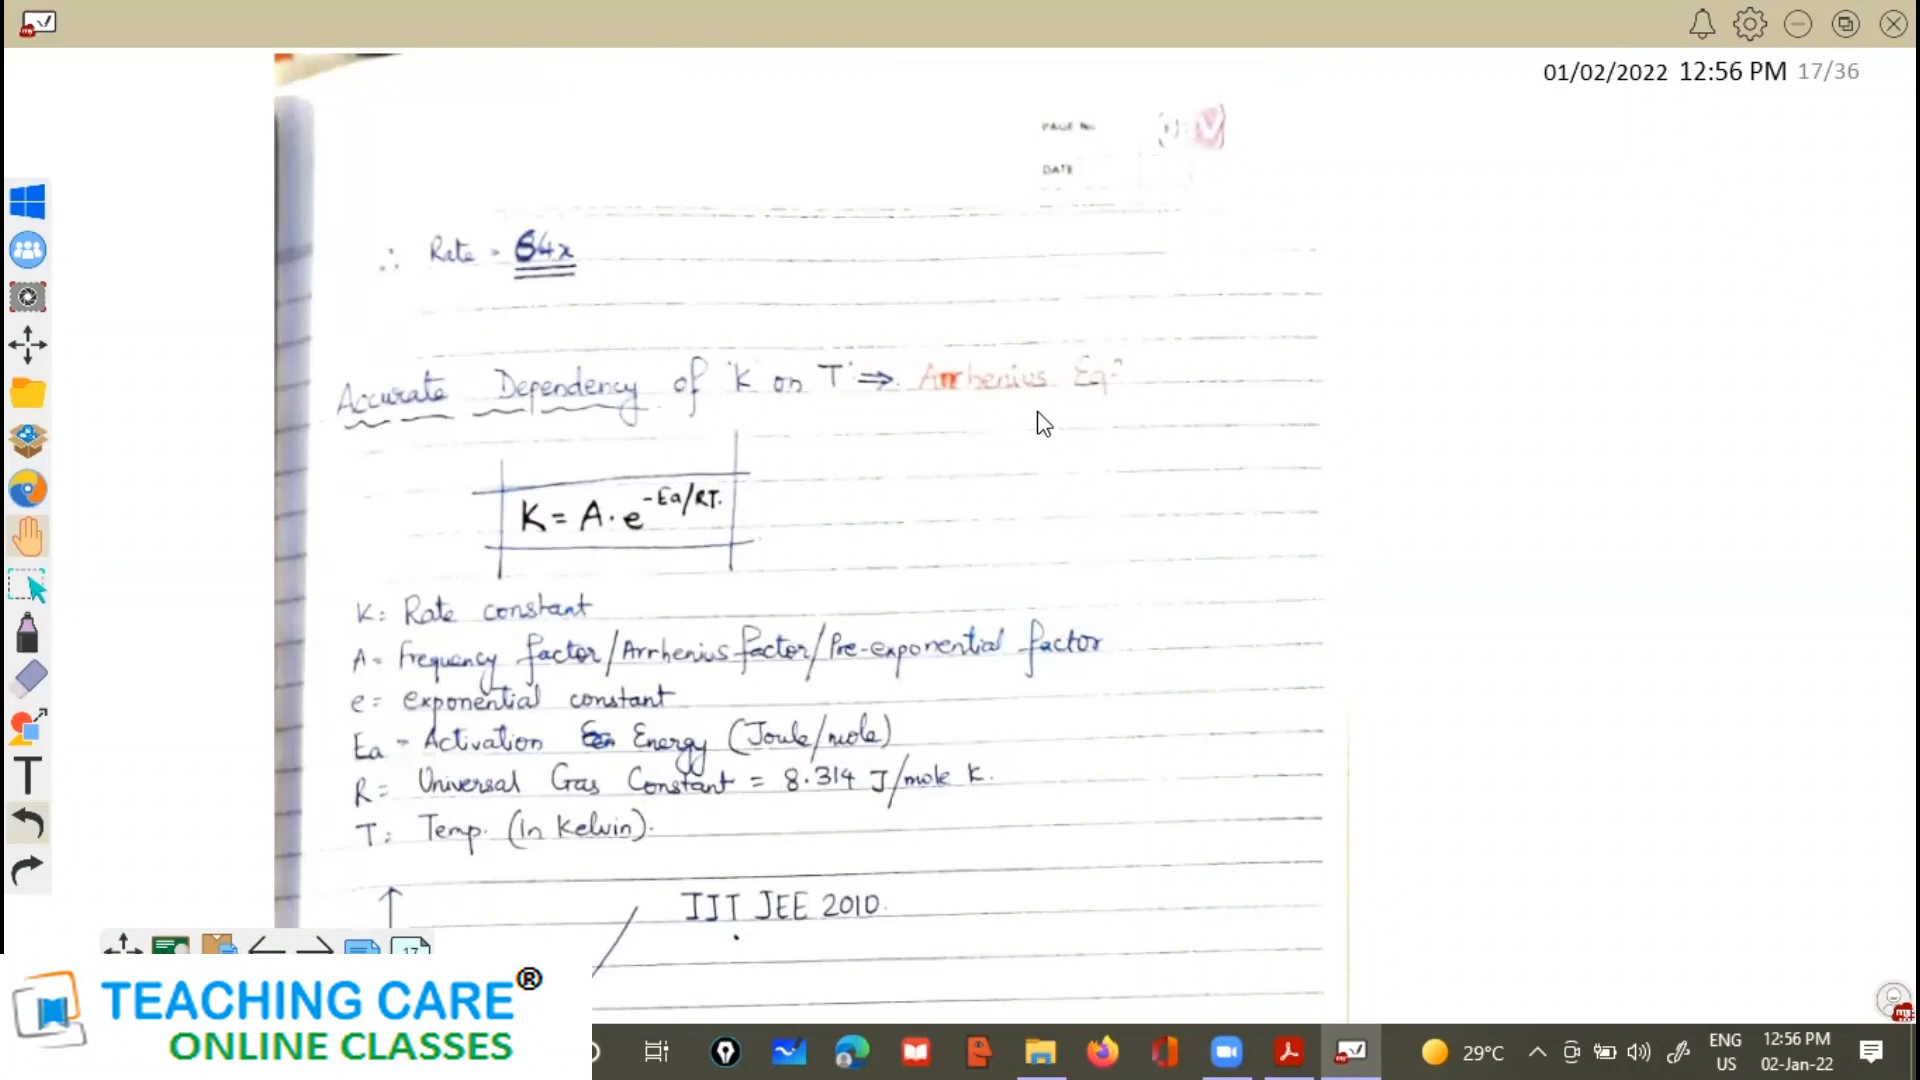 01/02/2022 12:56 PM 17/36
PAGE No
DATE
∴ Rate = 64x
Accurate Dependency of 'K' on 'T' ⇒ Arrhenius Eqⁿ
K = A·e^-Ea/RT.
K= Rate constant
A= frequency factor/Arrhenius factor/Pre-exponential factor
e= exponential constant
Ea = Activation Energy (Joule/mole)
R= Universal Gas Constant = 8.314 J/mole K.
T= Temp. (In Kelvin).
IIT JEE 2010.
17
TEACHING CARE®
ONLINE CLASSES
29°C
ENG
US
12:56 PM
02-Jan-22